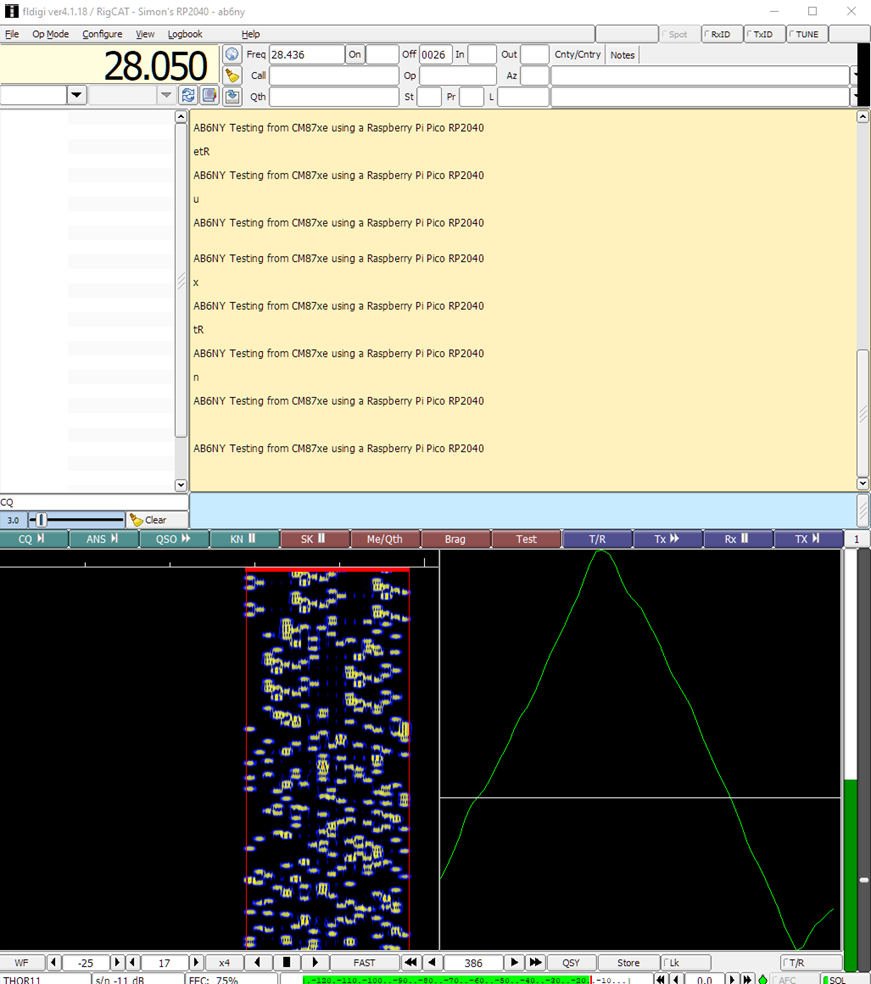 fldigi ver4.1.18 / RigCAT - Simon's RP2040 - ab6ny
File Op Mode Configure View Logbook Help Spot RxID TxID TUNE
28.050 Freq 28.436 On Off 0026 In Out Cnty/Cntry Notes
Call Op Az
Qth St Pr L
AB6NY Testing from CM87xe using a Raspberry Pi Pico RP2040
etR
AB6NY Testing from CM87xe using a Raspberry Pi Pico RP2040
u
AB6NY Testing from CM87xe using a Raspberry Pi Pico RP2040
AB6NY Testing from CM87xe using a Raspberry Pi Pico RP2040
x
AB6NY Testing from CM87xe using a Raspberry Pi Pico RP2040
tR
AB6NY Testing from CM87xe using a Raspberry Pi Pico RP2040
n
AB6NY Testing from CM87xe using a Raspberry Pi Pico RP2040
AB6NY Testing from CM87xe using a Raspberry Pi Pico RP2040
CQ
3.0 Clear
CQ ANS QSO KN SK Me/Qth Brag Test T/R Tx Rx TX 1
WF -25 17 x4 FAST 386 QSY Store Lk T/R
THOR11 s/n -11 dB FEC: 75% -120 -110 -100 -90 -80 -70 -60 -50 -40 -30 -20 -10 0.0 AFC SQL